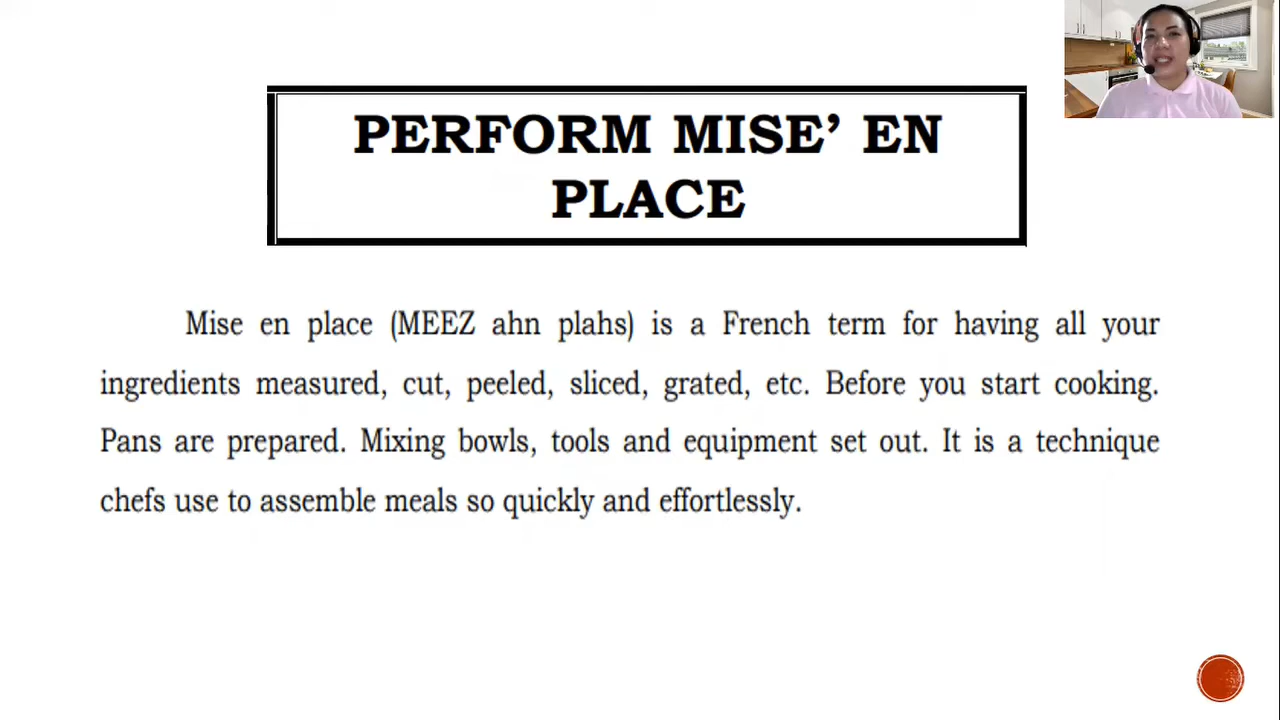 PERFORM MISE’ EN
PLACE
Mise en place (MEEZ ahn plahs) is a French term for having all your
ingredients measured, cut, peeled, sliced, grated, etc. Before you start cooking.
Pans are prepared. Mixing bowls, tools and equipment set out. It is a technique
chefs use to assemble meals so quickly and effortlessly.